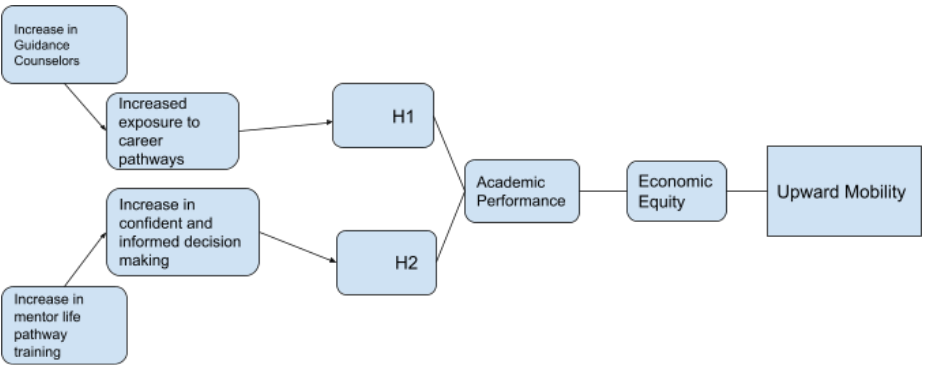 Increase in
Guidance
Counselors
Increased
exposure to
career
pathways
H1
Academic
Performance
Economic
Equity
Upward Mobility
Increase in
confident and
informed decision
making
H2
Increase in
mentor life
pathway
training